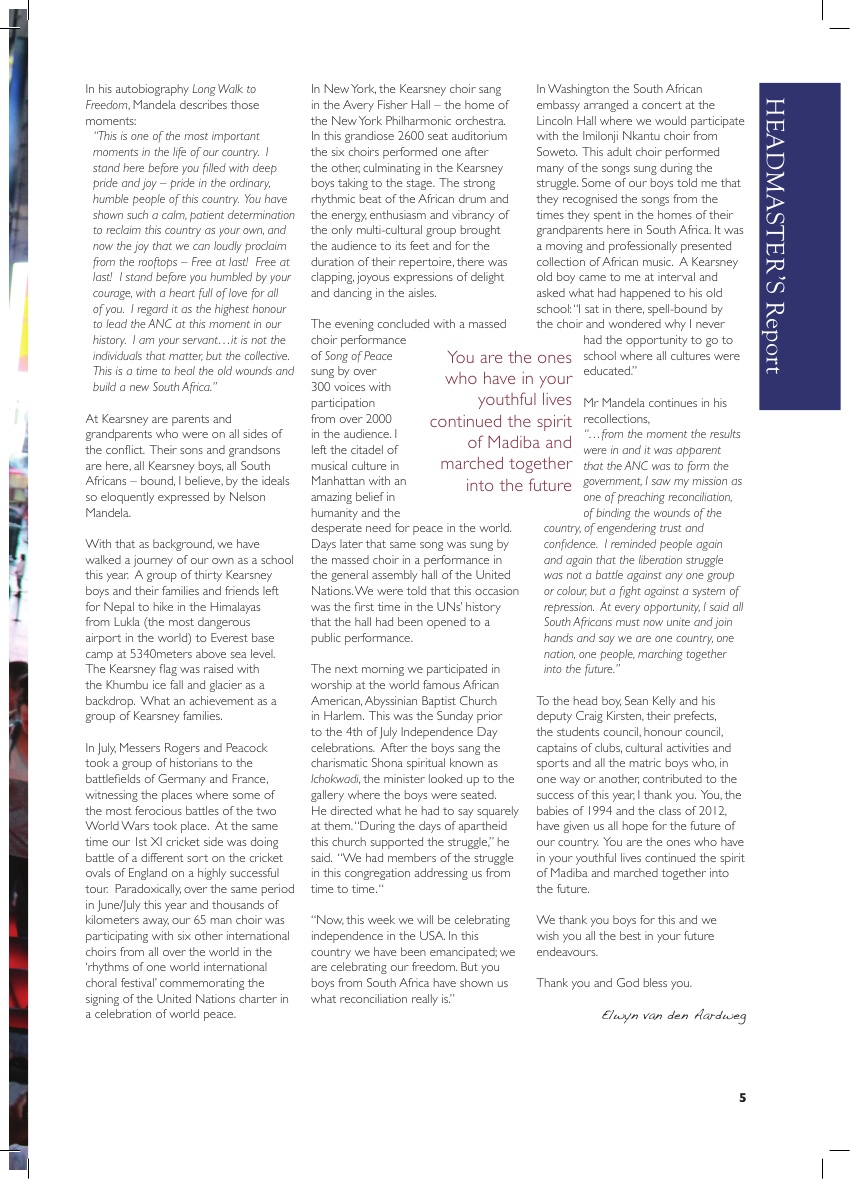 In his autobiography Long Walk to
Freedom, Mandela describes those
moments:
“This is one of the most important
moments in the life of our country. I
stand here before you filled with deep
pride and joy – pride in the ordinary,
humble people of this country. You have
shown such a calm, patient determination
to reclaim this country as your own, and
now the joy that we can loudly proclaim
from the rooftops – Free at last! Free at
last! I stand before you humbled by your
courage, with a heart full of love for all
of you. I regard it as the highest honour
to lead the ANC at this moment in our
history. I am your servant…it is not the
individuals that matter, but the collective.
This is a time to heal the old wounds and
build a new South Africa.”
At Kearsney are parents and
grandparents who were on all sides of
the conflict. Their sons and grandsons
are here, all Kearsney boys, all South
Africans – bound, I believe, by the ideals
so eloquently expressed by Nelson
Mandela.
With that as background, we have
walked a journey of our own as a school
this year. A group of thirty Kearsney
boys and their families and friends left
for Nepal to hike in the Himalayas
from Lukla (the most dangerous
airport in the world) to Everest base
camp at 5340meters above sea level.
The Kearsney flag was raised with
the Khumbu ice fall and glacier as a
backdrop. What an achievement as a
group of Kearsney families.
In July, Messers Rogers and Peacock
took a group of historians to the
battlefields of Germany and France,
witnessing the places where some of
the most ferocious battles of the two
World Wars took place. At the same
time our 1st XI cricket side was doing
battle of a different sort on the cricket
ovals of England on a highly successful
tour. Paradoxically, over the same period
in June/July this year and thousands of
kilometers away, our 65 man choir was
participating with six other international
choirs from all over the world in the
‘rhythms of one world international
choral festival’ commemorating the
signing of the United Nations charter in
a celebration of world peace.
In New York, the Kearsney choir sang
in the Avery Fisher Hall – the home of
the New York Philharmonic orchestra.
In this grandiose 2600 seat auditorium
the six choirs performed one after
the other, culminating in the Kearsney
boys taking to the stage. The strong
rhythmic beat of the African drum and
the energy, enthusiasm and vibrancy of
the only multi-cultural group brought
the audience to its feet and for the
duration of their repertoire, there was
clapping, joyous expressions of delight
and dancing in the aisles.
The evening concluded with a massed
choir performance
of Song of Peace
sung by over
300 voices with
participation
from over 2000
in the audience. I
left the citadel of
musical culture in
Manhattan with an
amazing belief in
humanity and the
desperate need for peace in the world.
Days later that same song was sung by
the massed choir in a performance in
the general assembly hall of the United
Nations. We were told that this occasion
was the first time in the UNs’ history
that the hall had been opened to a
public performance.
The next morning we participated in
worship at the world famous African
American, Abyssinian Baptist Church
in Harlem. This was the Sunday prior
to the 4th of July Independence Day
celebrations. After the boys sang the
charismatic Shona spiritual known as
Ichokwadi, the minister looked up to the
gallery where the boys were seated.
He directed what he had to say squarely
at them. “During the days of apartheid
this church supported the struggle,” he
said. “We had members of the struggle
in this congregation addressing us from
time to time.“
“Now, this week we will be celebrating
independence in the USA. In this
country we have been emancipated; we
are celebrating our freedom. But you
boys from South Africa have shown us
what reconciliation really is.”
You are the ones
who have in your
youthful lives
continued the spirit
of Madiba and
marched together
into the future
In Washington the South African
embassy arranged a concert at the
Lincoln Hall where we would participate
with the Imilonji Nkantu choir from
Soweto. This adult choir performed
many of the songs sung during the
struggle. Some of our boys told me that
they recognised the songs from the
times they spent in the homes of their
grandparents here in South Africa. It was
a moving and professionally presented
collection of African music. A Kearsney
old boy came to me at interval and
asked what had happened to his old
school: “I sat in there, spell-bound by
the choir and wondered why I never
had the opportunity to go to
school where all cultures were
educated.”
Mr Mandela continues in his
recollections,
“…from the moment the results
were in and it was apparent
that the ANC was to form the
government, I saw my mission as
one of preaching reconciliation,
of binding the wounds of the
country, of engendering trust and
confidence. I reminded people again
and again that the liberation struggle
was not a battle against any one group
or colour, but a fight against a system of
repression. At every opportunity, I said all
South Africans must now unite and join
hands and say we are one country, one
nation, one people, marching together
into the future.”
To the head boy, Sean Kelly and his
deputy Craig Kirsten, their prefects,
the students council, honour council,
captains of clubs, cultural activities and
sports and all the matric boys who, in
one way or another, contributed to the
success of this year, I thank you. You, the
babies of 1994 and the class of 2012,
have given us all hope for the future of
our country. You are the ones who have
in your youthful lives continued the spirit
of Madiba and marched together into
the future.
We thank you boys for this and we
wish you all the best in your future
endeavours.
Thank you and God bless you.
Elwyn van den Aardweg
HEADMASTER’S Report
5